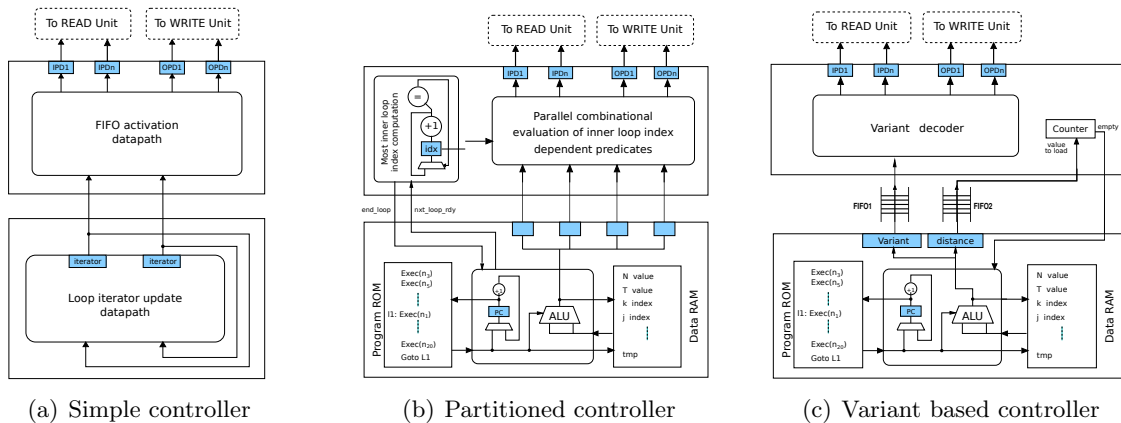 To READ Unit
To WRITE Unit
IPD1
IPDn
OPD1
OPDn
FIFO activation
datapath
iterator
iterator
Loop iterator update
datapath
(a) Simple controller
To READ Unit
To WRITE Unit
IPD1
IPDn
OPD1
OPDn
Most inner loop
index computation
=
+1
idx
Parallel combinational
evaluation of inner loop index
dependent predicates
end_loop
nxt_loop_rdy
Program ROM
Exec(n3)
Exec(n5)
l1: Exec(n1)
Exec(n20)
Goto L1
+1
PC
ALU
N value
T value
k index
j index
tmp
Data RAM
(b) Partitioned controller
To READ Unit
To WRITE Unit
IPD1
IPDn
OPD1
OPDn
Variant decoder
Counter
empty
value
to load
FIFO1
FIFO2
Variant
distance
Program ROM
Exec(n3)
Exec(n5)
l1: Exec(n1)
Exec(n20)
Goto L1
+1
PC
ALU
N value
T value
k index
j index
tmp
Data RAM
(c) Variant based controller